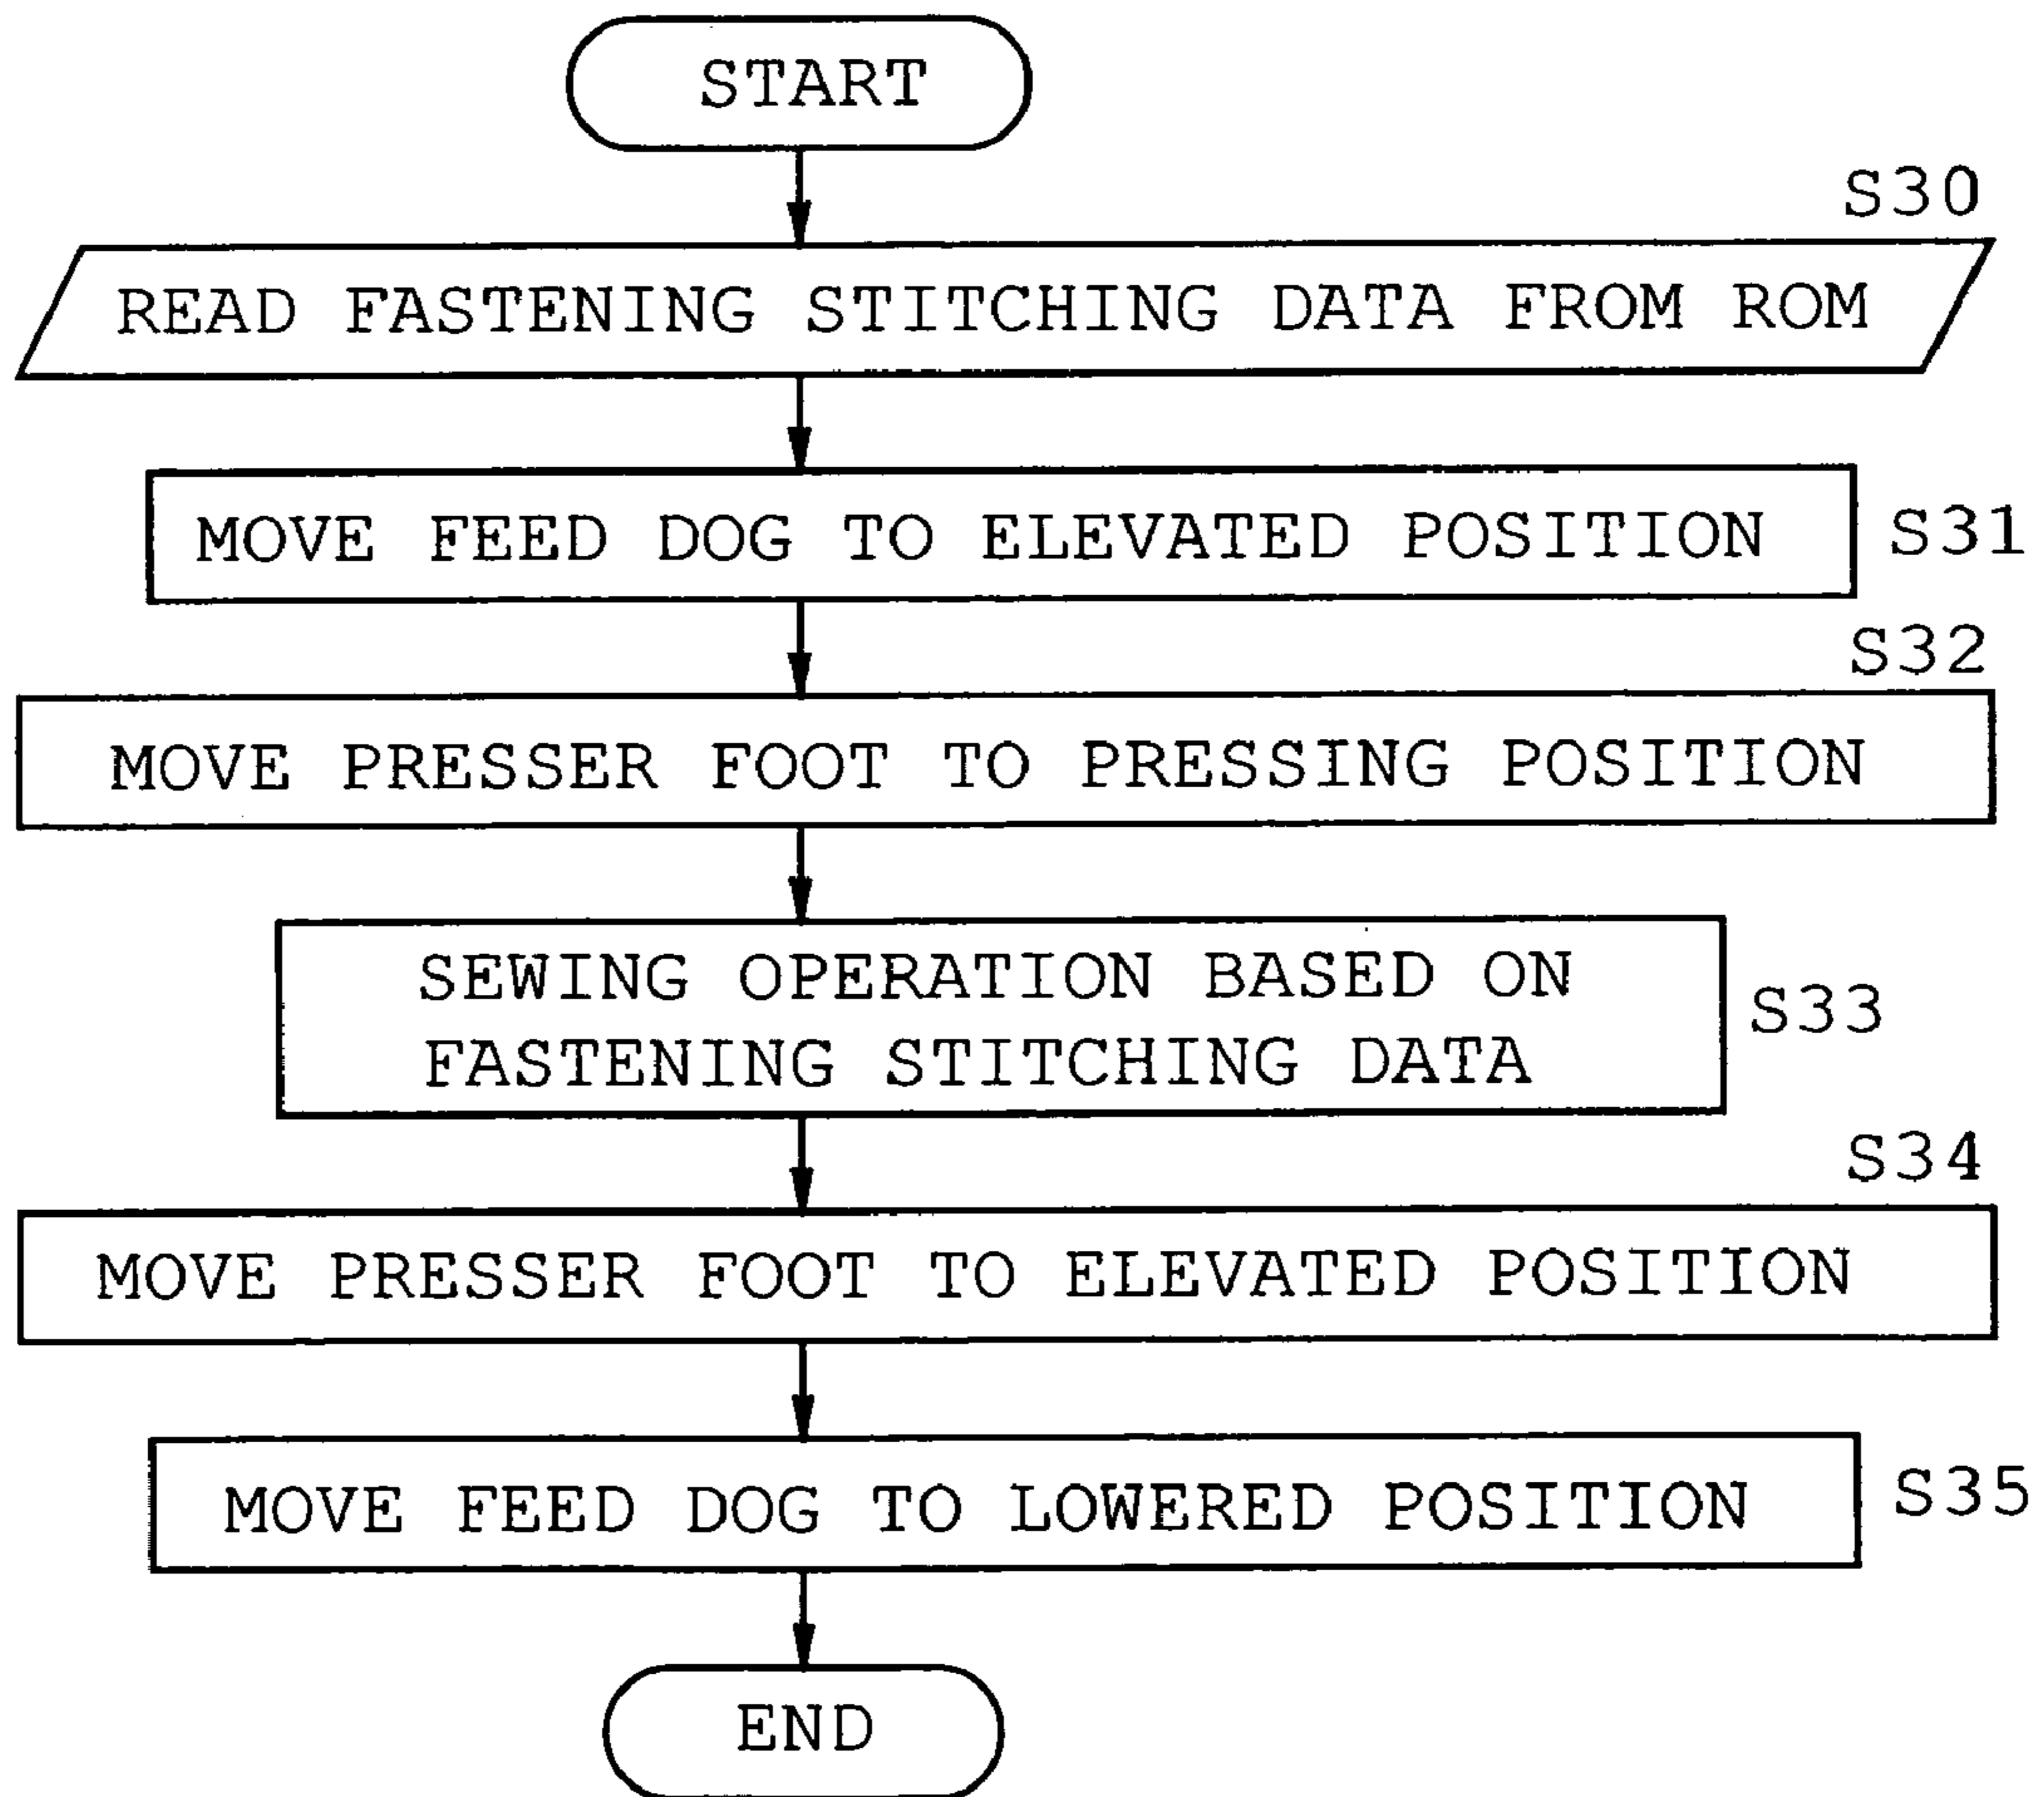 START
S30
READ FASTENING STITCHING DATA FROM ROM
MOVE FEED DOG TO ELEVATED POSITION
S31
S32
MOVE PRESSER FOOT TO PRESSING POSITION
SEWING OPERATION BASED ON
FASTENING STITCHING DATA
S33
S34
MOVE PRESSER FOOT TO ELEVATED POSITION
MOVE FEED DOG TO LOWERED POSITION
S35
END